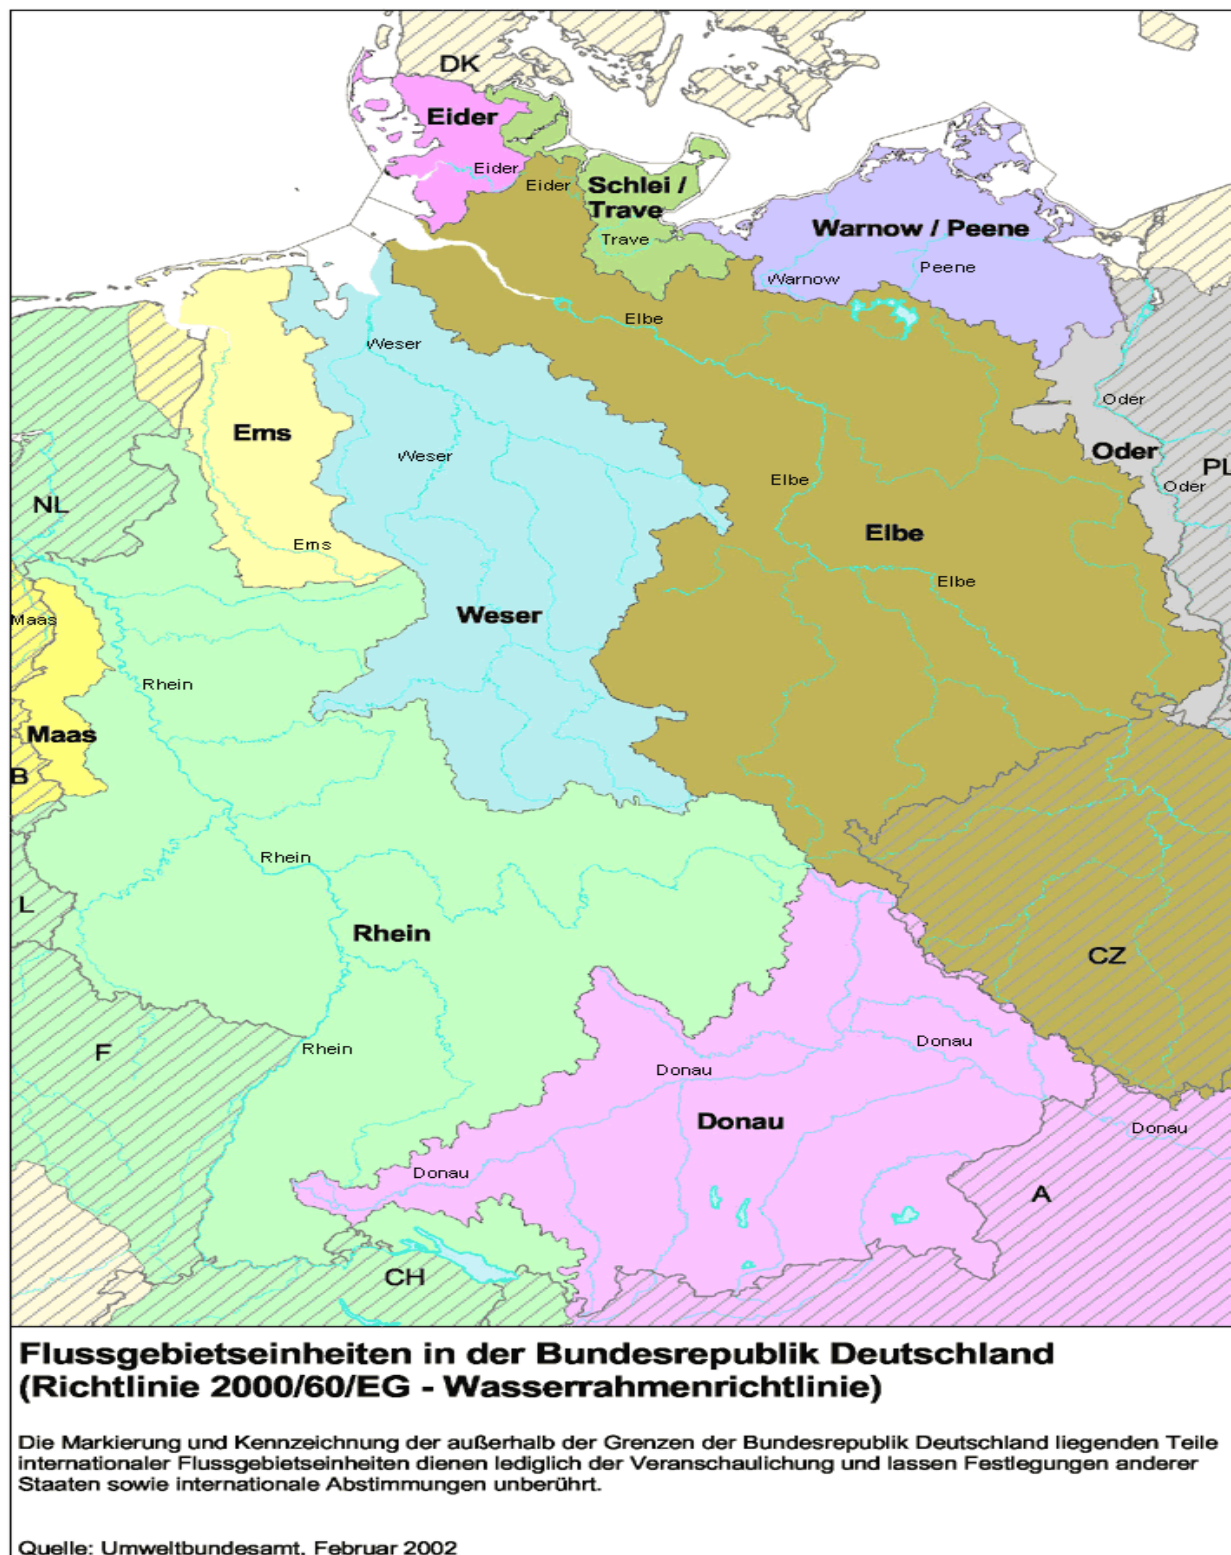 DK
Eider
Eider
Eider
Schlei /
Trave
Trave
Warnow / Peene
Warnow
Peene
Elbe
Weser
Oder
Ems
Weser
Oder
PL
Oder
Elbe
NL
Elbe
Ems
Elbe
Weser
Maas
Rhein
Maas
B
Rhein
L
Rhein
CZ
F
Rhein
Donau
Donau
Donau
Donau
Donau
A
CH
Flussgebietseinheiten in der Bundesrepublik Deutschland
(Richtlinie 2000/60/EG - Wasserrahmenrichtlinie)
Die Markierung und Kennzeichnung der außerhalb der Grenzen der Bundesrepublik Deutschland liegenden Teile
internationaler Flussgebietseinheiten dienen lediglich der Veranschaulichung und lassen Festlegungen anderer
Staaten sowie internationale Abstimmungen unberührt.
Quelle: Umweltbundesamt, Februar 2002